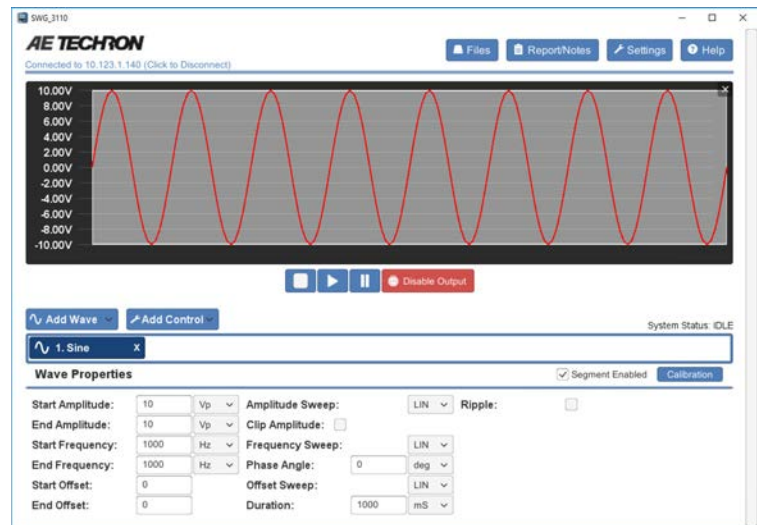 SWG_3110
AE TECHRON
Files
Report/Notes
Settings
Help
Connected to 10.123.1.140 (Click to Disconnect)
10.00V
8.00V
6.00V
4.00V
2.00V
0.00V
-2.00V
-4.00V
-6.00V
-8.00V
-10.00V
Disable Output
Add Wave
Add Control
System Status: IDLE
1. Sine x
Wave Properties
Segment Enabled
Calibration
Start Amplitude: 10 Vp Amplitude Sweep: LIN Ripple:
End Amplitude: 10 Vp Clip Amplitude:
Start Frequency: 1000 Hz Frequency Sweep: LIN
End Frequency: 1000 Hz Phase Angle: 0 deg
Start Offset: 0 Offset Sweep: LIN
End Offset: 0 Duration: 1000 mS